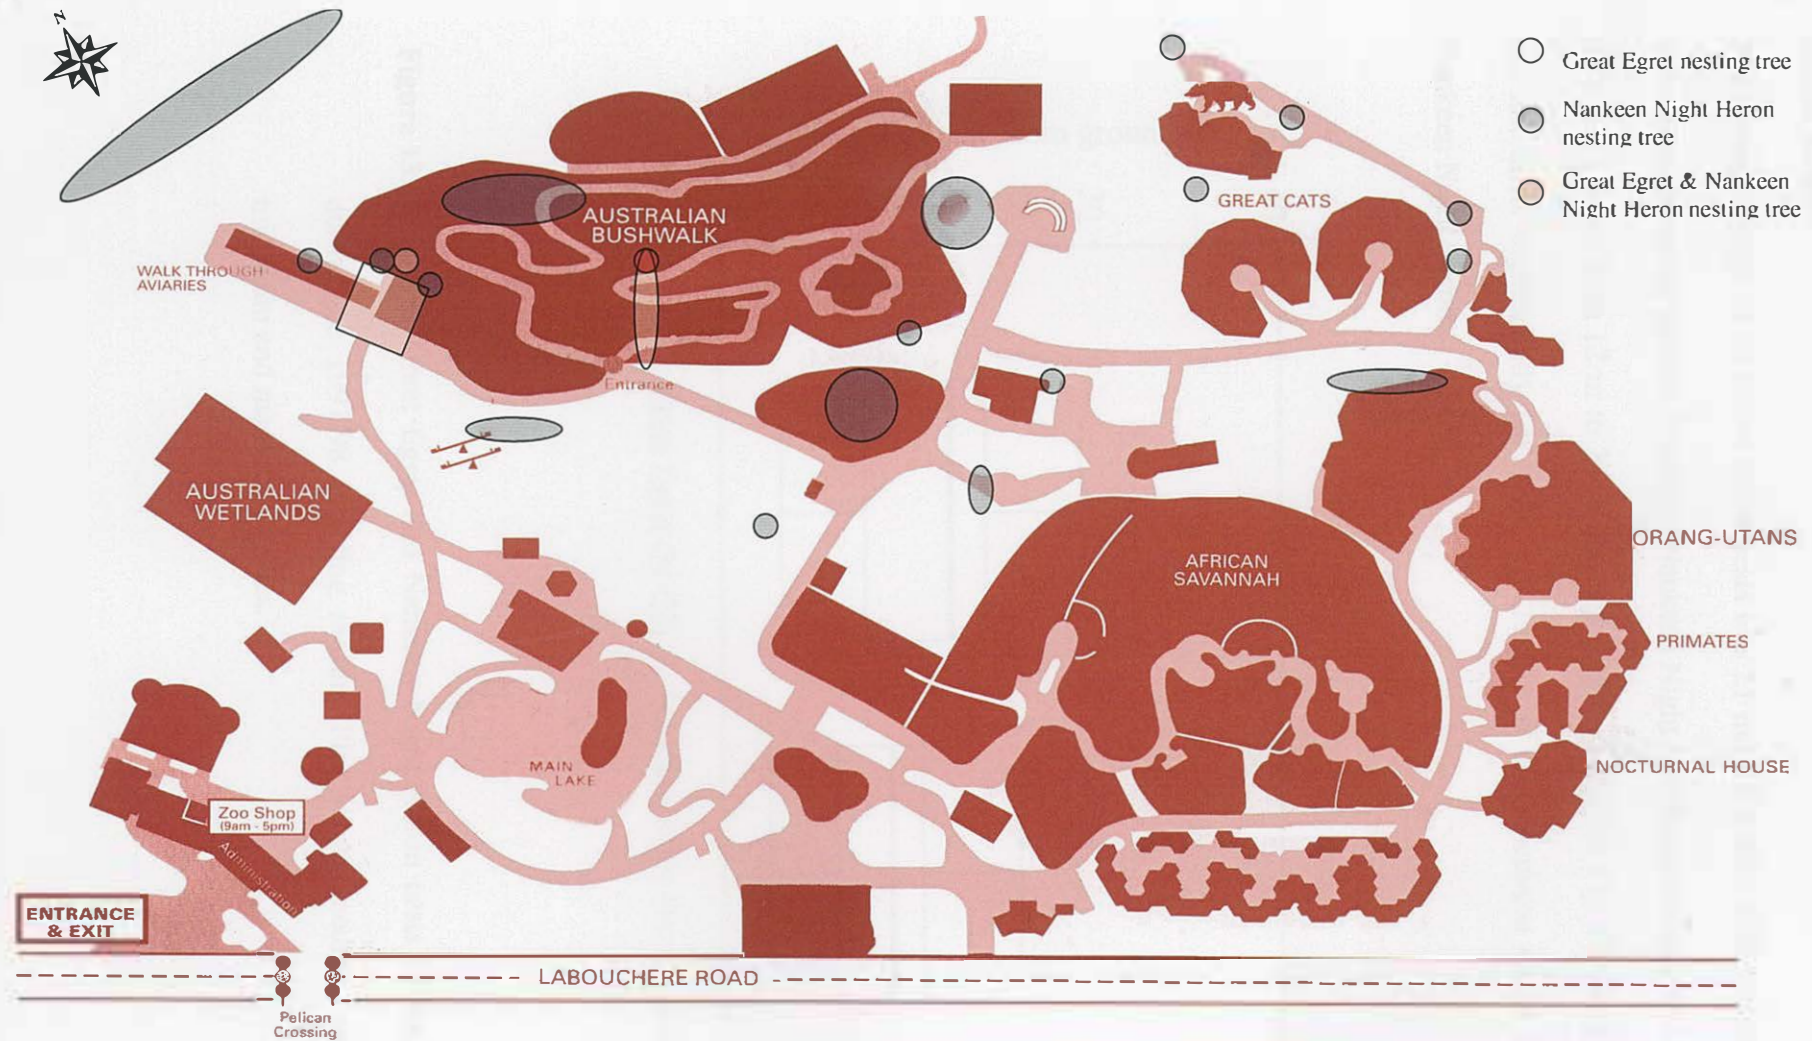 N
Great Egret nesting tree
Nankeen Night Heron
nesting tree
Great Egret & Nankeen
Night Heron nesting tree
GREAT CATS
AUSTRALIAN
BUSHWALK
WALK THROUGH
AVIARIES
Entrance
AUSTRALIAN
WETLANDS
ORANG-UTANS
AFRICAN
SAVANNAH
PRIMATES
NOCTURNAL HOUSE
MAIN
LAKE
Zoo Shop
(9am - 5pm)
Administration
ENTRANCE
& EXIT
LABOUCHERE ROAD
Pelican
Crossing